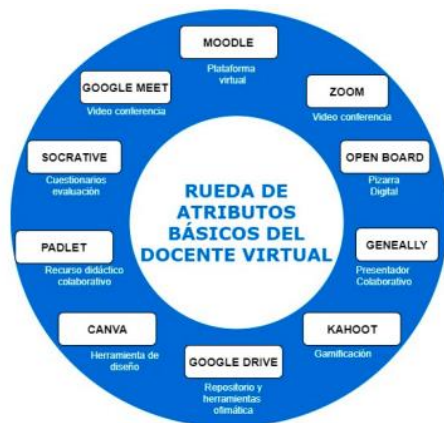 MOODLE
Plataforma
virtual
ZOOM
Video conferencia
OPEN BOARD
Pizarra
Digital
GENEALLY
Presentador
Colaborativo
KAHOOT
Gamificación
GOOGLE DRIVE
Repositorio y
herramientas
ofimática
CANVA
Herramienta de
diseño
PADLET
Recurso didáctico
colaborativo
SOCRATIVE
Cuestionarios
evaluación
GOOGLE MEET
Video conferencia
RUEDA DE
ATRIBUTOS
BÁSICOS DEL
DOCENTE VIRTUAL